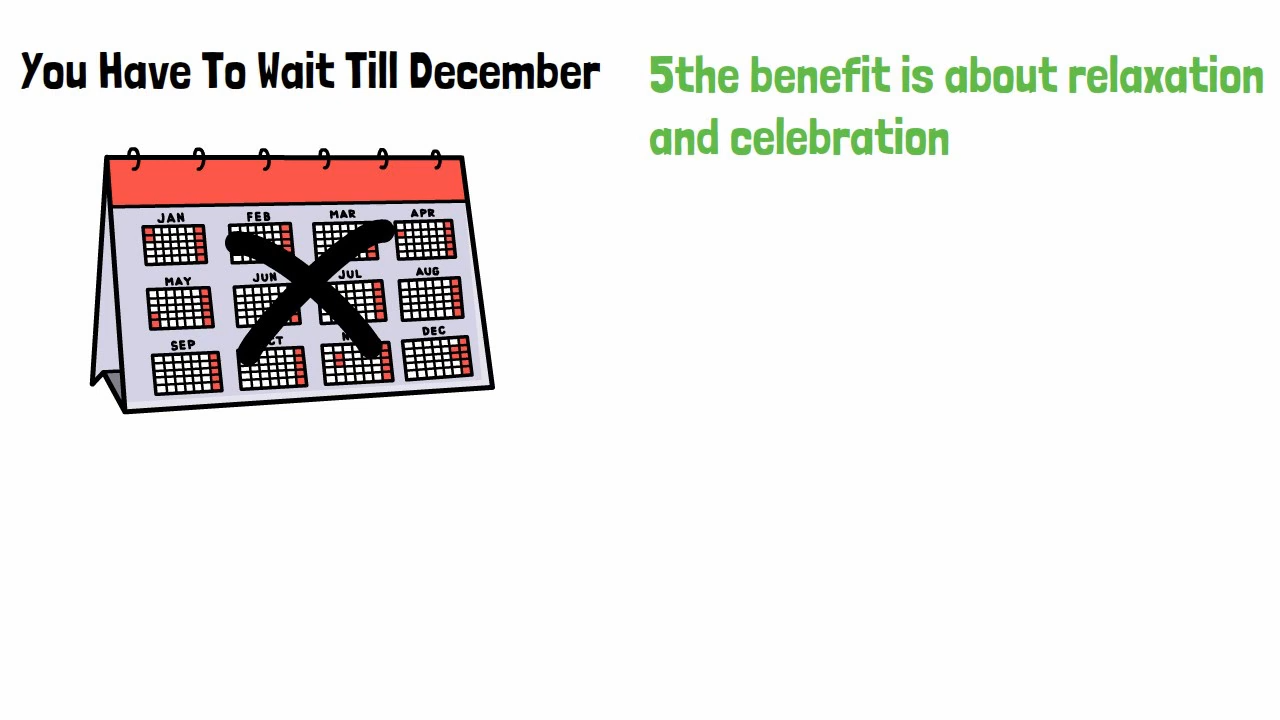 You Have To Wait Till December
5the benefit is about relaxation
and celebration
JAN FEB MAR APR
MAY JUN JUL AUG
SEP DEC